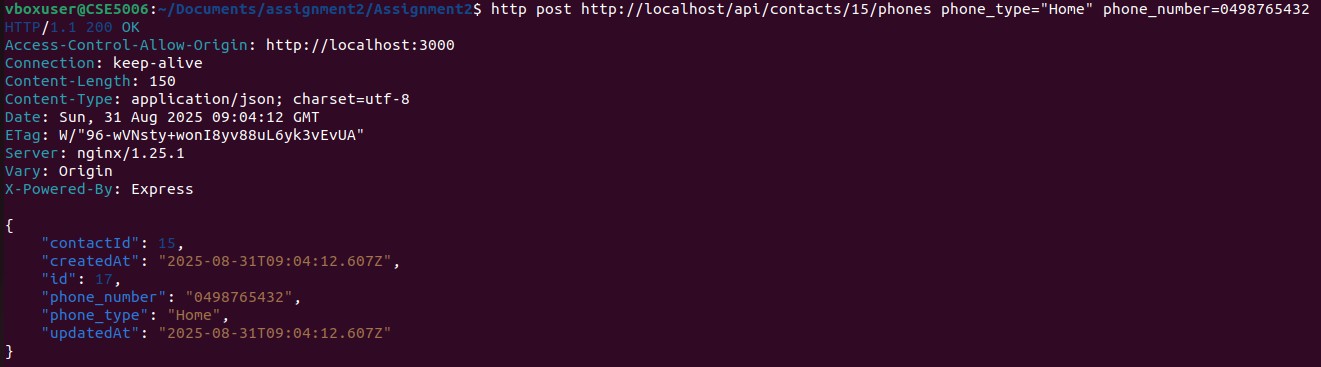 vboxuser@CSE5006:~/Documents/assignment2/Assignment2$ http post http://localhost/api/contacts/15/phones phone_type="Home" phone_number=0498765432
HTTP/1.1 200 OK
Access-Control-Allow-Origin: http://localhost:3000
Connection: keep-alive
Content-Length: 150
Content-Type: application/json; charset=utf-8
Date: Sun, 31 Aug 2025 09:04:12 GMT
ETag: W/"96-wVNsty+wonI8yv88uL6yk3vEvUA"
Server: nginx/1.25.1
Vary: Origin
X-Powered-By: Express
{
    "contactId": 15,
    "createdAt": "2025-08-31T09:04:12.607Z",
    "id": 17,
    "phone_number": "0498765432",
    "phone_type": "Home",
    "updatedAt": "2025-08-31T09:04:12.607Z"
}